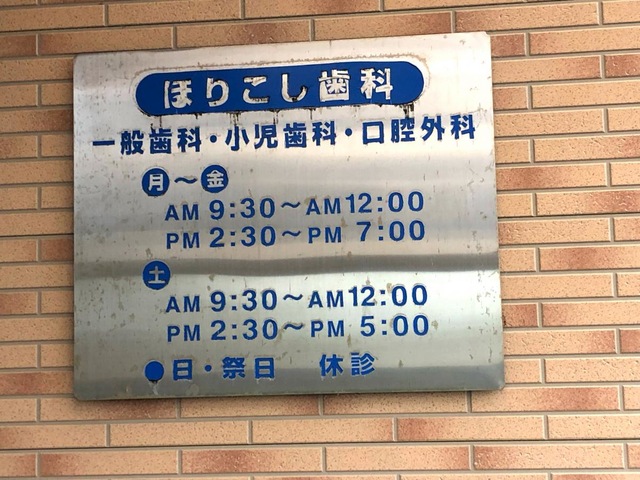 ほりこし歯科
一般歯科・小児歯科・口腔外科
月～金
AM 9:30～AM12:00
PM 2:30～PM 7:00
土
AM 9:30～AM12:00
PM 2:30～PM 5:00
●日・祭日 休診